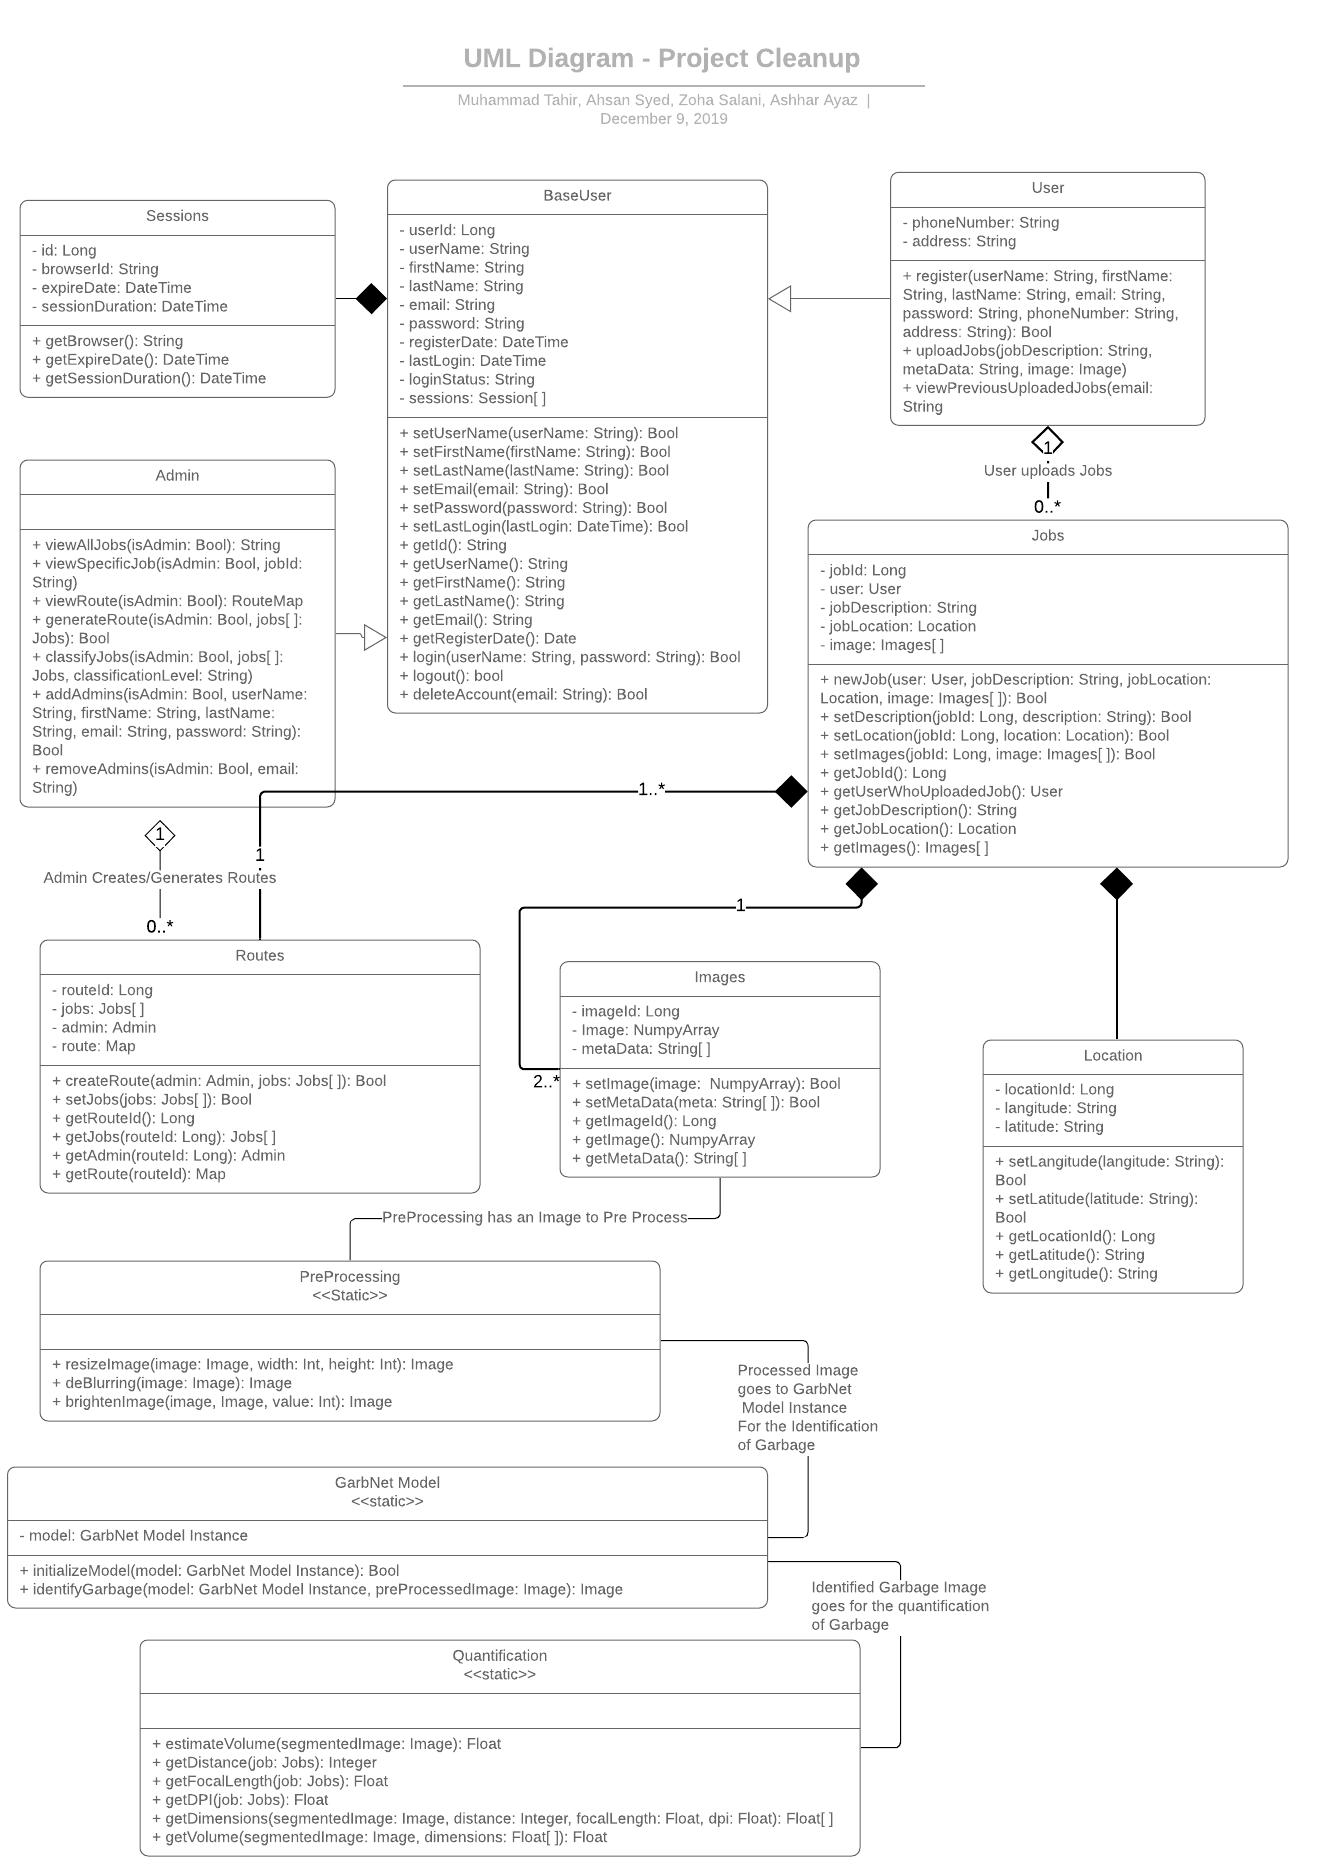 UML Diagram - Project Cleanup
Muhammad Tahir, Ahsan Syed, Zoha Salani, Ashhar Ayaz |
December 9, 2019
Sessions
- id: Long
- browserId: String
- expireDate: DateTime
- sessionDuration: DateTime
+ getBrowser(): String
+ getExpireDate(): DateTime
+ getSessionDuration(): DateTime
BaseUser
- userId: Long
- userName: String
- firstName: String
- lastName: String
- email: String
- password: String
- registerDate: DateTime
- lastLogin: DateTime
- loginStatus: String
- sessions: Session[ ]
+ setUserName(userName: String): Bool
+ setFirstName(firstName: String): Bool
+ setLastName(lastName: String): Bool
+ setEmail(email: String): Bool
+ setPassword(password: String): Bool
+ setLastLogin(lastLogin: DateTime): Bool
+ getId(): String
+ getUserName(): String
+ getFirstName(): String
+ getLastName(): String
+ getEmail(): String
+ getRegisterDate(): Date
+ login(userName: String, password: String): Bool
+ logout(): bool
+ deleteAccount(email: String): Bool
User
- phoneNumber: String
- address: String
+ register(userName: String, firstName:
String, lastName: String, email: String,
password: String, phoneNumber: String,
address: String): Bool
+ uploadJobs(jobDescription: String,
metaData: String, image: Image)
+ viewPreviousUploadedJobs(email:
String
1
User uploads Jobs
0..*
Admin
+ viewAllJobs(isAdmin: Bool): String
+ viewSpecificJob(isAdmin: Bool, jobId:
String)
+ viewRoute(isAdmin: Bool): RouteMap
+ generateRoute(isAdmin: Bool, jobs[ ]:
Jobs): Bool
+ classifyJobs(isAdmin: Bool, jobs[ ]:
Jobs, classificationLevel: String)
+ addAdmins(isAdmin: Bool, userName:
String, firstName: String, lastName:
String, email: String, password: String):
Bool
+ removeAdmins(isAdmin: Bool, email:
String)
Jobs
- jobId: Long
- user: User
- jobDescription: String
- jobLocation: Location
- image: Images[ ]
+ newJob(user: User, jobDescription: String, jobLocation:
Location, image: Images[ ]): Bool
+ setDescription(jobId: Long, description: String): Bool
+ setLocation(jobId: Long, location: Location): Bool
+ setImages(jobId: Long, image: Images[ ]): Bool
+ getJobId(): Long
+ getUserWhoUploadedJob(): User
+ getJobDescription(): String
+ getJobLocation(): Location
+ getImages(): Images[ ]
1..*
1
1
Admin Creates/Generates Routes
0..*
1
2..*
Routes
- routeId: Long
- jobs: Jobs[ ]
- admin: Admin
- route: Map
+ createRoute(admin: Admin, jobs: Jobs[ ]): Bool
+ setJobs(jobs: Jobs[ ]): Bool
+ getRouteId(): Long
+ getJobs(routeId: Long): Jobs[ ]
+ getAdmin(routeId: Long): Admin
+ getRoute(routeId): Map
Images
- imageId: Long
- Image: NumpyArray
- metaData: String[ ]
+ setImage(image:  NumpyArray): Bool
+ setMetaData(meta: String[ ]): Bool
+ getImageId(): Long
+ getImage(): NumpyArray
+ getMetaData(): String[ ]
Location
- locationId: Long
- langitude: String
- latitude: String
+ setLangitude(langitude: String):
Bool
+ setLatitude(latitude: String):
Bool
+ getLocationId(): Long
+ getLatitude(): String
+ getLongitude(): String
PreProcessing has an Image to Pre Process
PreProcessing
<<Static>>
+ resizeImage(image: Image, width: Int, height: Int): Image
+ deBlurring(image: Image): Image
+ brightenImage(image, Image, value: Int): Image
Processed Image
goes to GarbNet
Model Instance
For the Identification
of Garbage
GarbNet Model
<<static>>
- model: GarbNet Model Instance
+ initializeModel(model: GarbNet Model Instance): Bool
+ identifyGarbage(model: GarbNet Model Instance, preProcessedImage: Image): Image
Identified Garbage Image
goes for the quantification
of Garbage
Quantification
<<static>>
+ estimateVolume(segmentedImage: Image): Float
+ getDistance(job: Jobs): Integer
+ getFocalLength(job: Jobs): Float
+ getDPI(job: Jobs): Float
+ getDimensions(segmentedImage: Image, distance: Integer, focalLength: Float, dpi: Float): Float[ ]
+ getVolume(segmentedImage: Image, dimensions: Float[ ]): Float